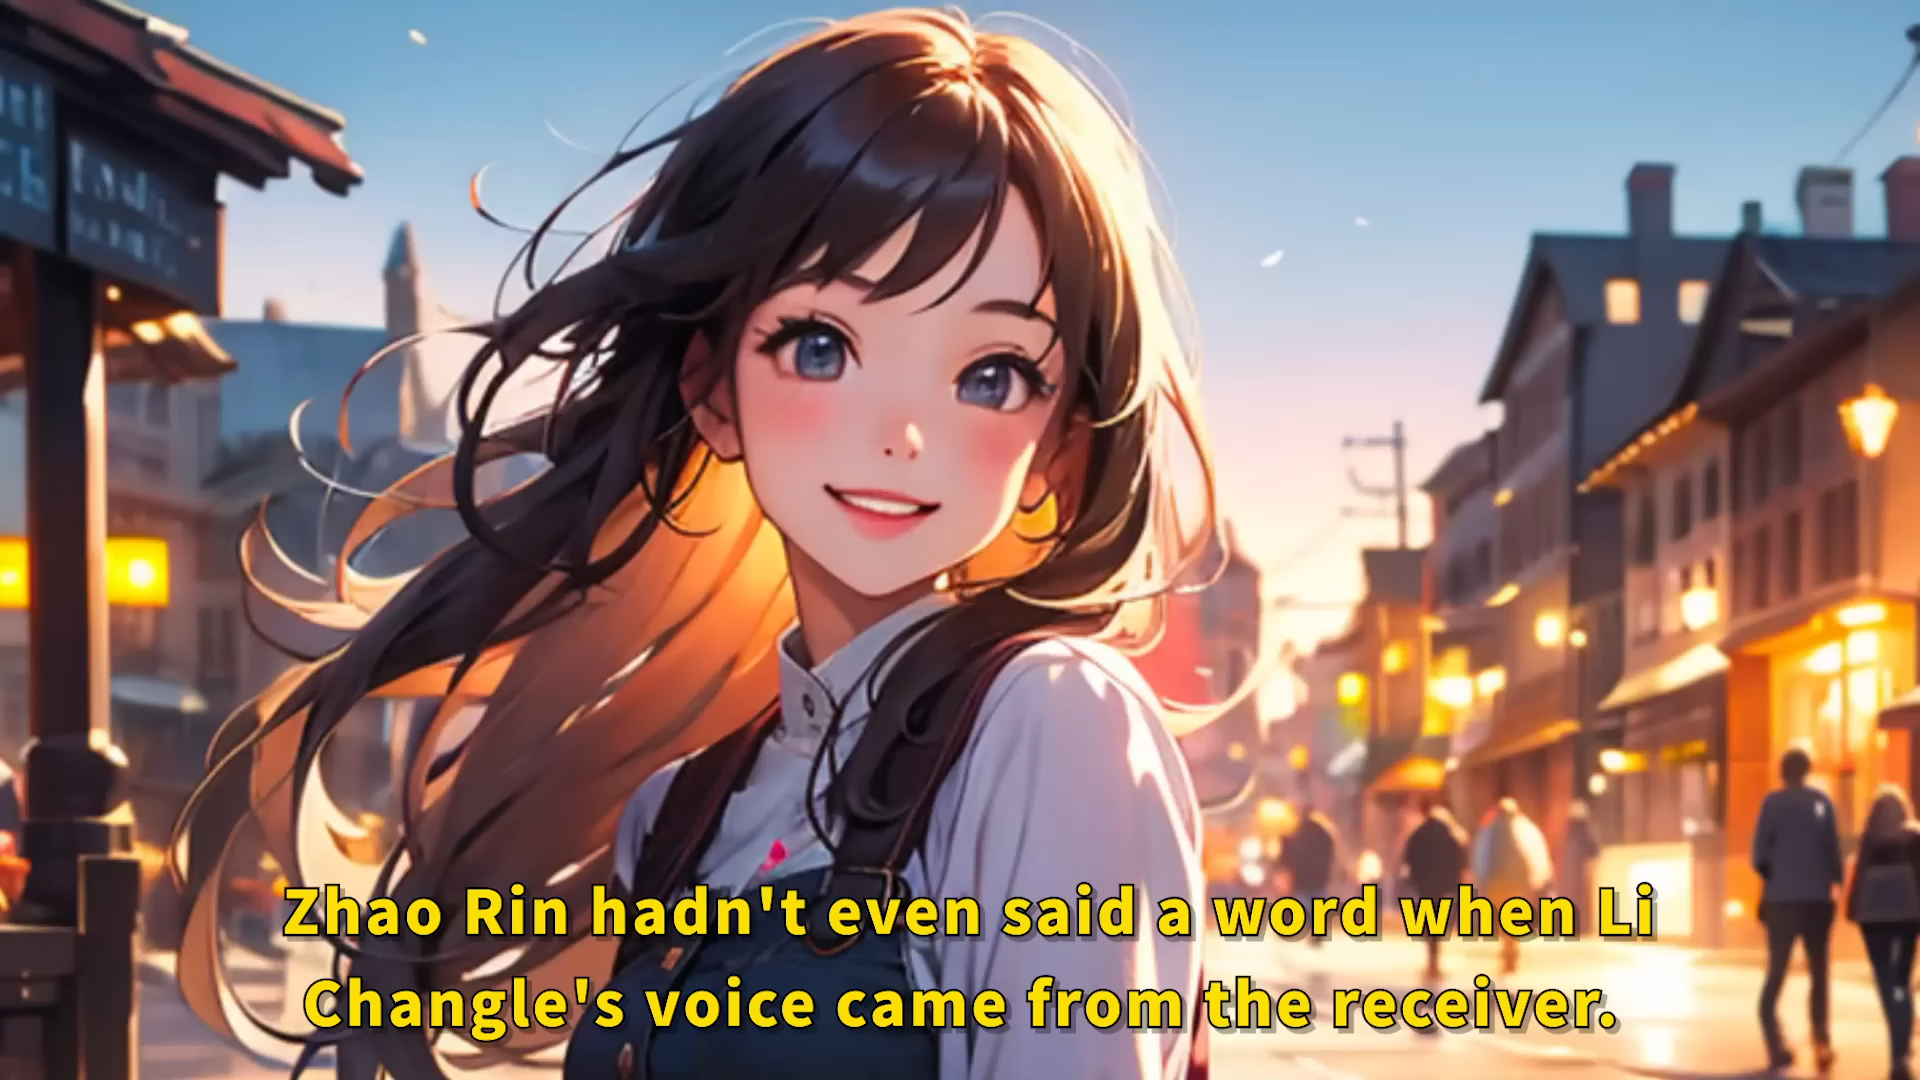 Zhao Rin hadn't even said a word when Li
Changle's voice came from the receiver.